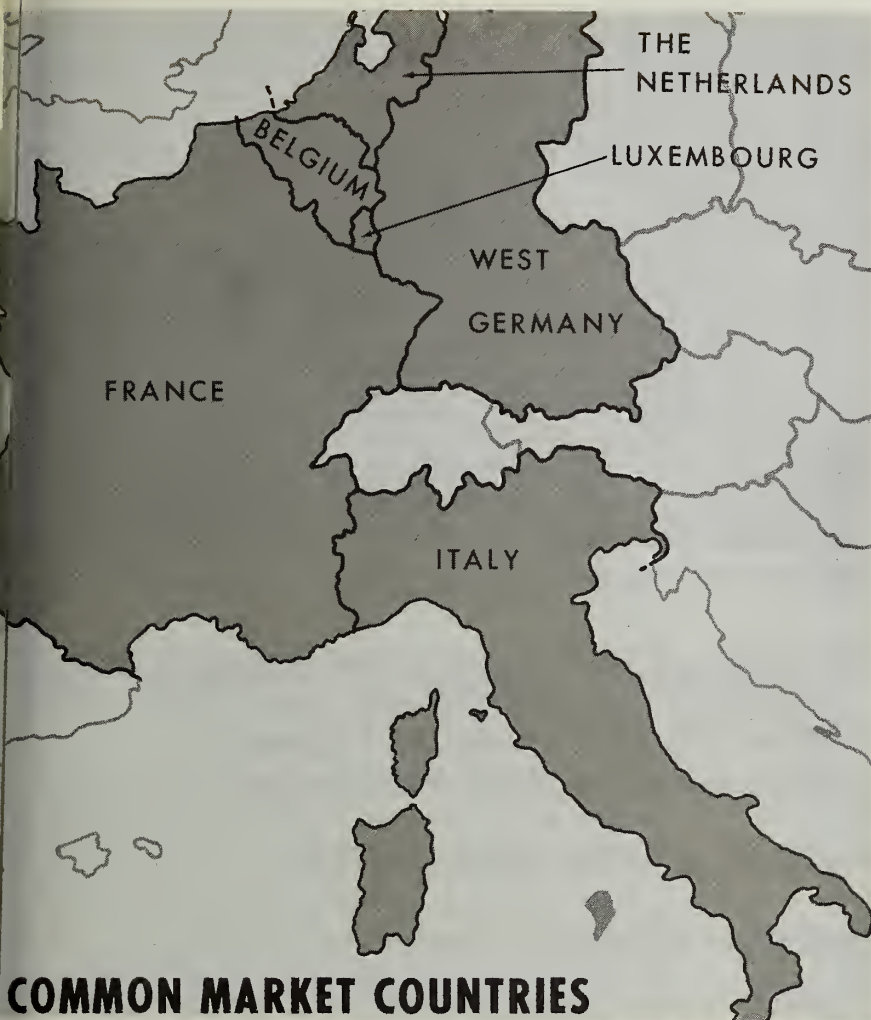 THE
NETHERLANDS
BELGIUM
LUXEMBOURG
WEST
GERMANY
FRANCE
ITALY
COMMON MARKET COUNTRIES